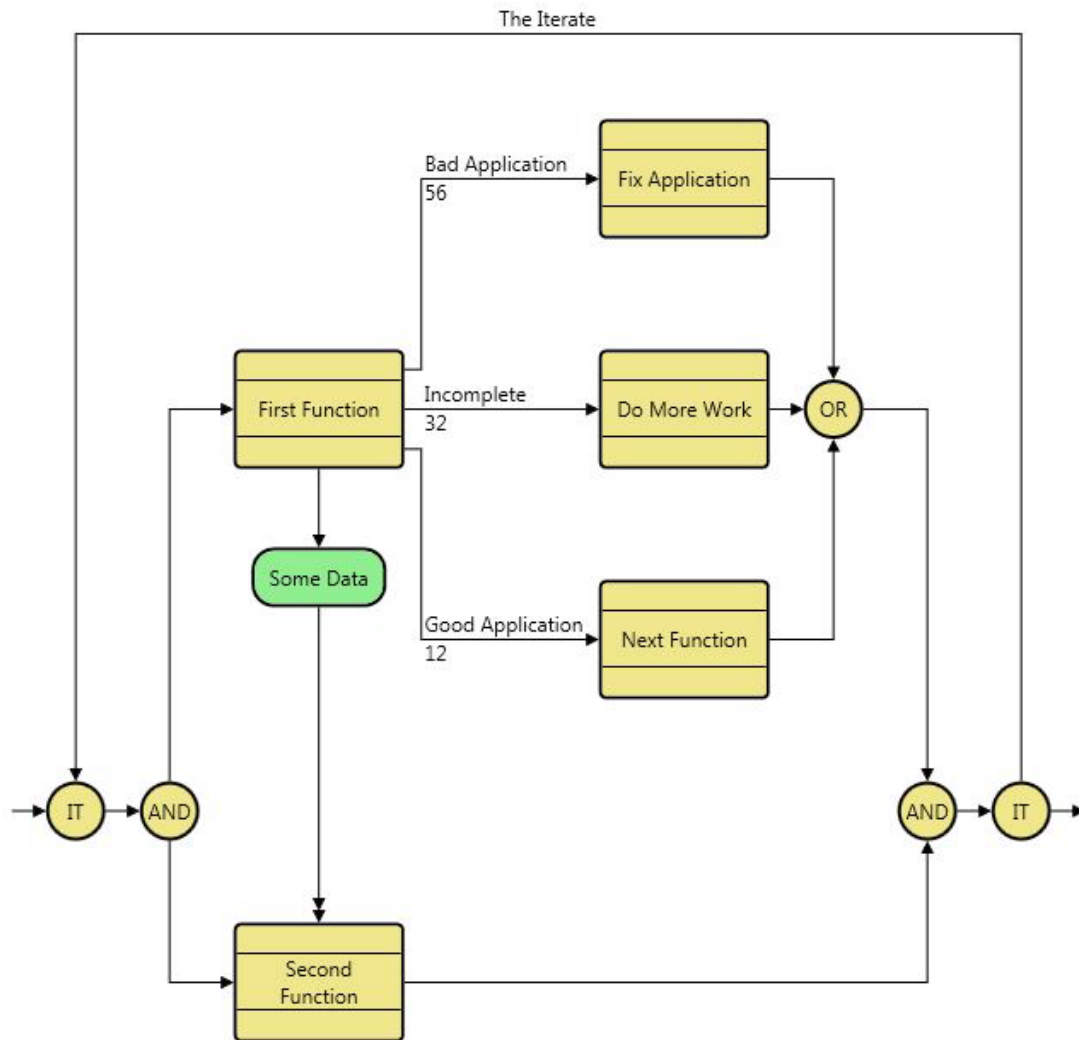 The Iterate
Bad Application
56
Fix Application
First Function
Incomplete
32
Do More Work
OR
Some Data
Good Application
12
Next Function
IT
AND
AND
IT
Second
Function